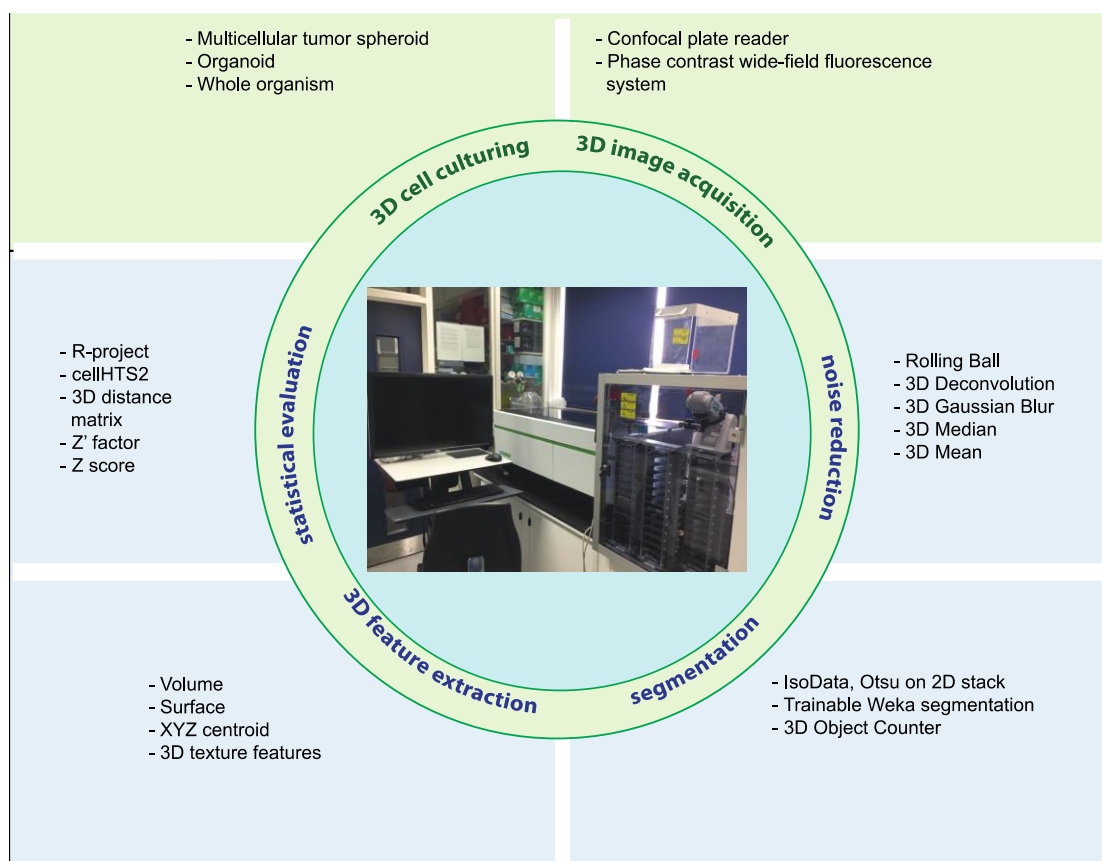 - Multicellular tumor spheroid
- Organoid
- Whole organism
- Confocal plate reader
- Phase contrast wide-field fluorescence
system
3D cell culturing
3D image acquisition
- R-project
- cellHTS2
- 3D distance
matrix
- Z' factor
- Z score
statistical evaluation
noise reduction
- Rolling Ball
- 3D Deconvolution
- 3D Gaussian Blur
- 3D Median
- 3D Mean
3D feature extraction
segmentation
- Volume
- Surface
- XYZ centroid
- 3D texture features
- IsoData, Otsu on 2D stack
- Trainable Weka segmentation
- 3D Object Counter